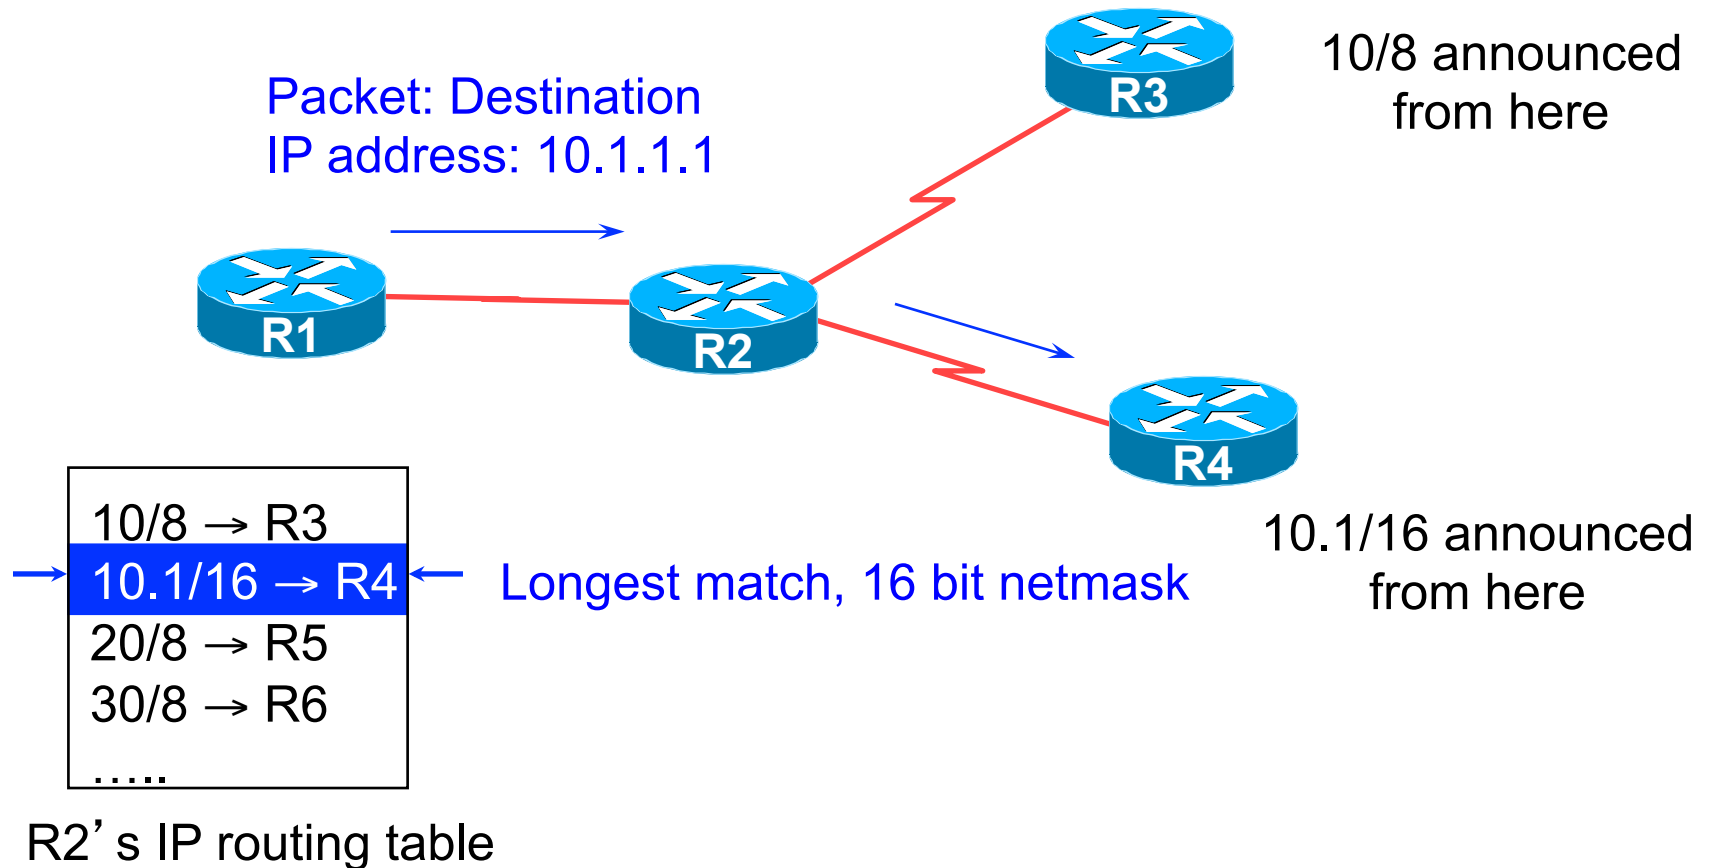 Packet: Destination
IP address: 10.1.1.1
R3
10/8 announced
from here
R1
R2
R4
10.1/16 announced
from here
10/8 → R3
10.1/16 → R4
20/8 → R5
30/8 → R6
…..
Longest match, 16 bit netmask
R2’s IP routing table